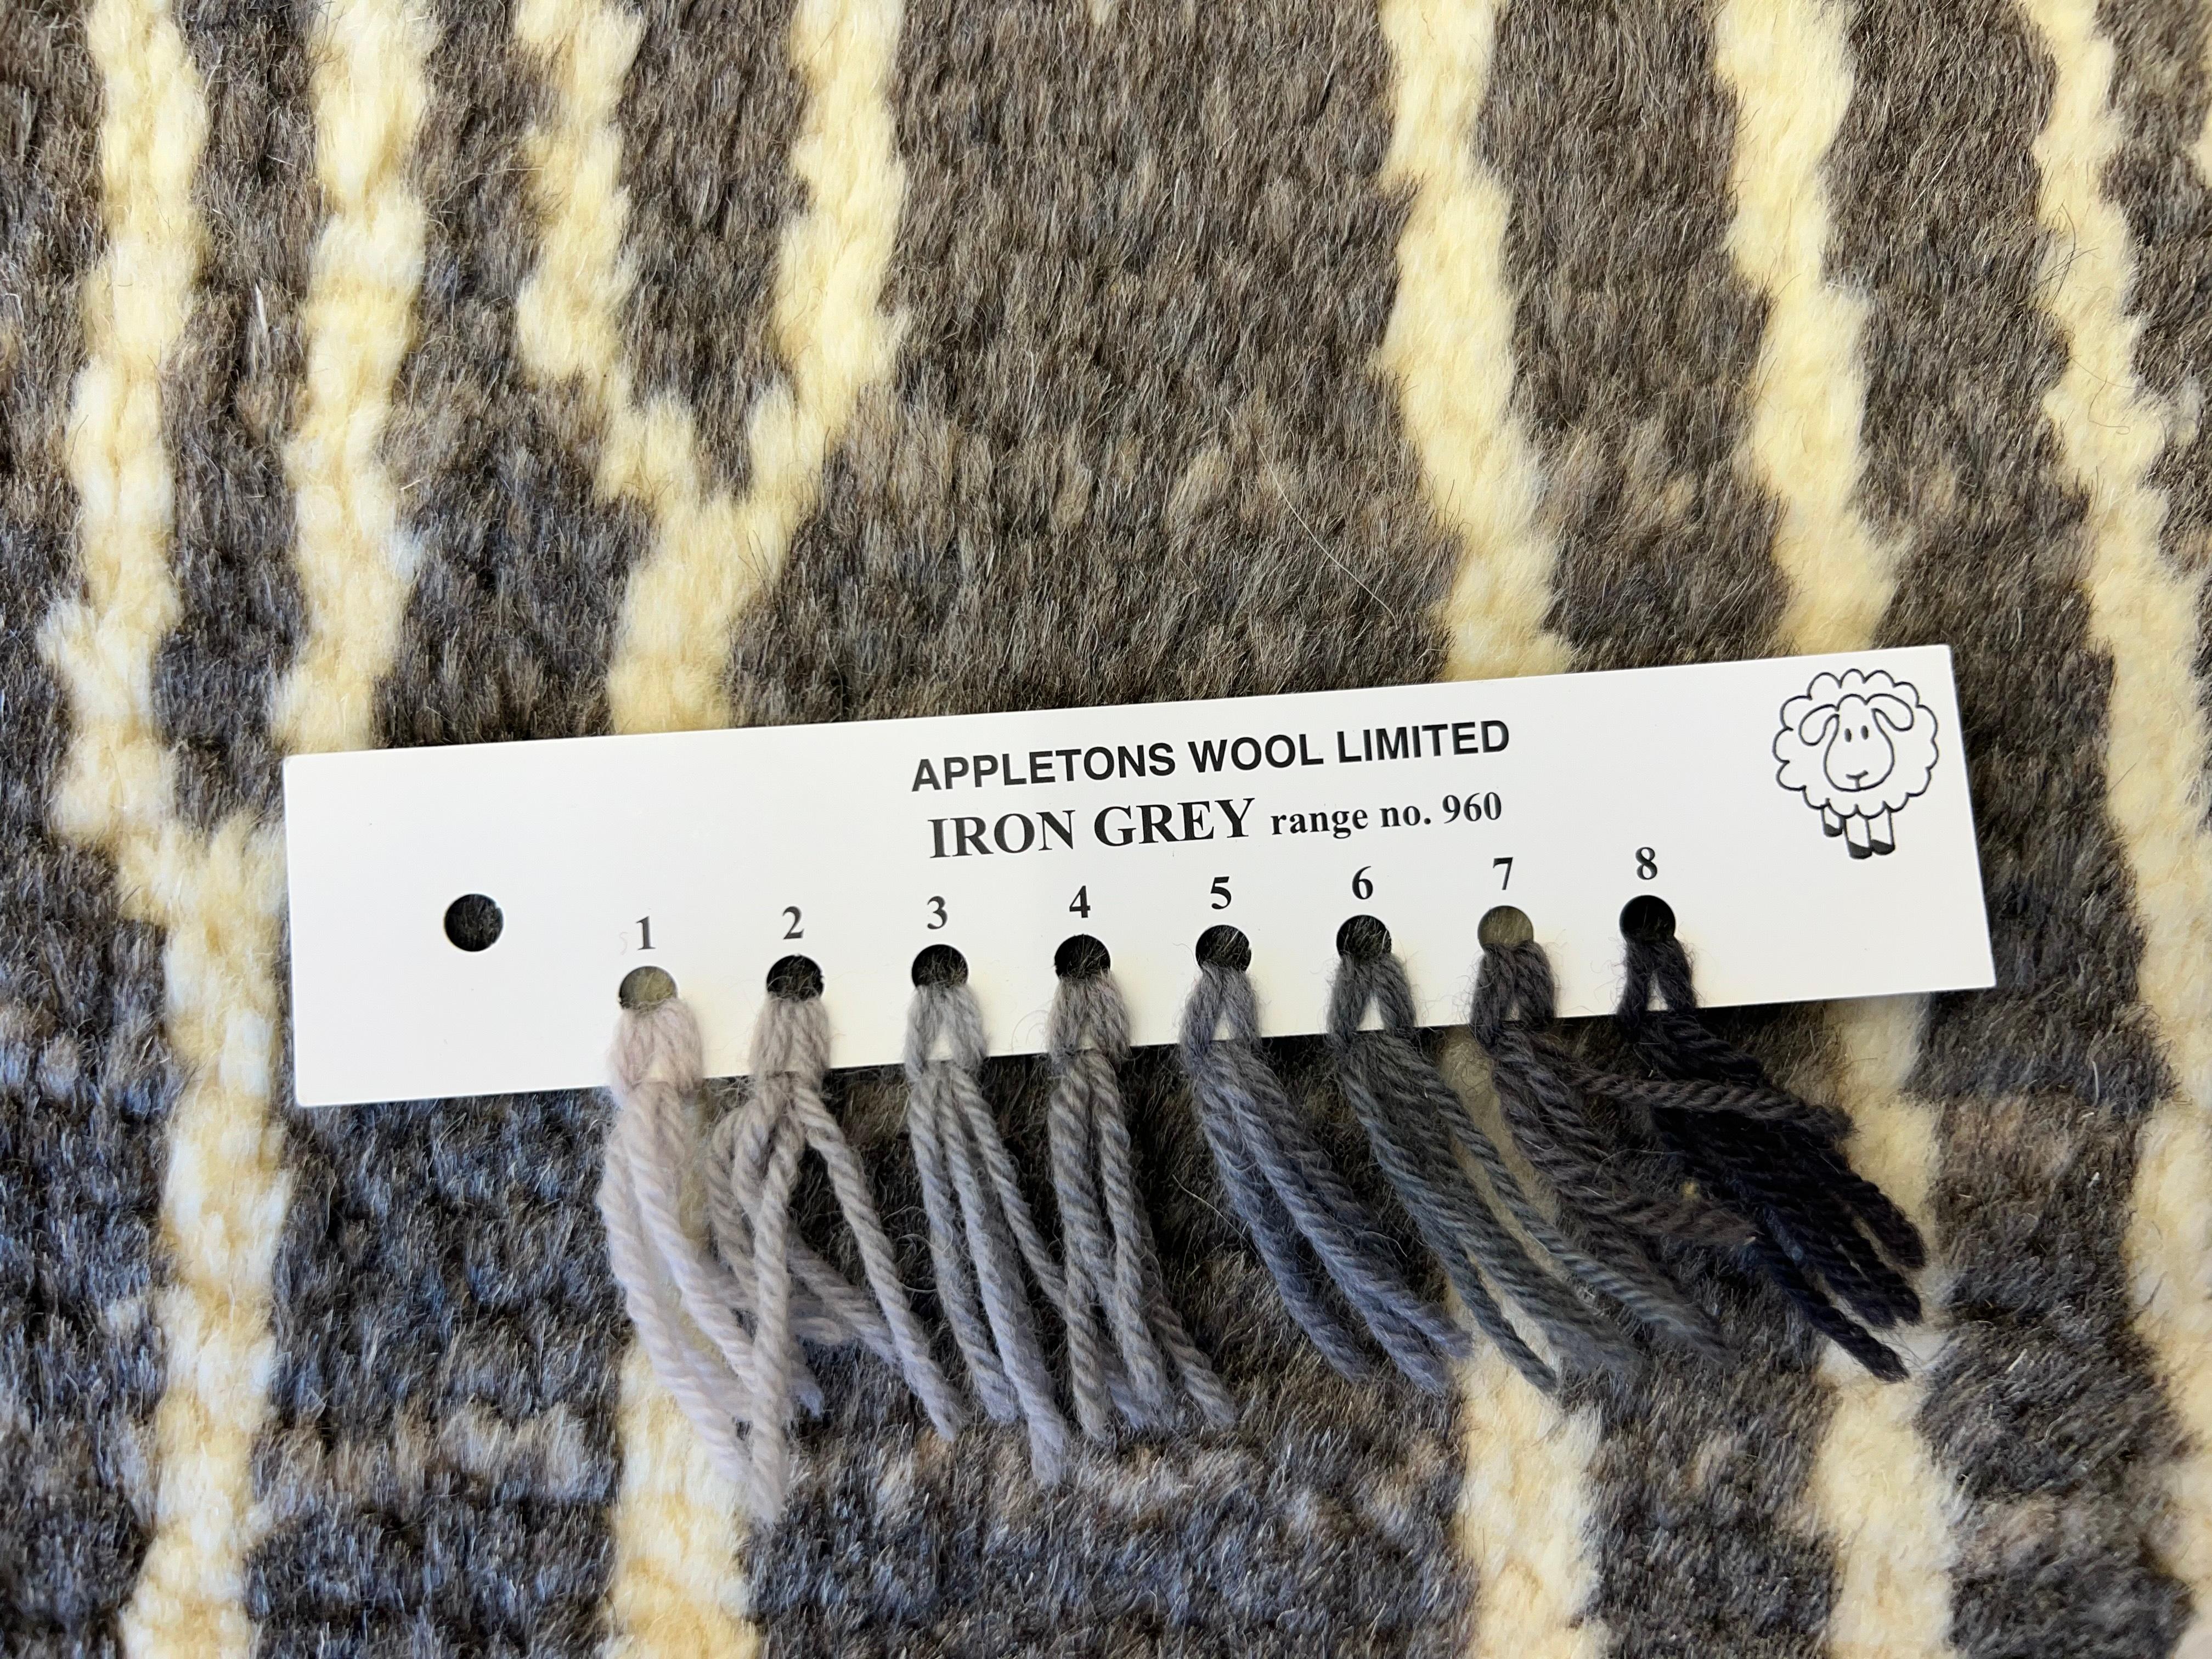 APPLETONS WOOL LIMITED
IRON GREY range no. 960
1 2 3 4 5 6 7 8